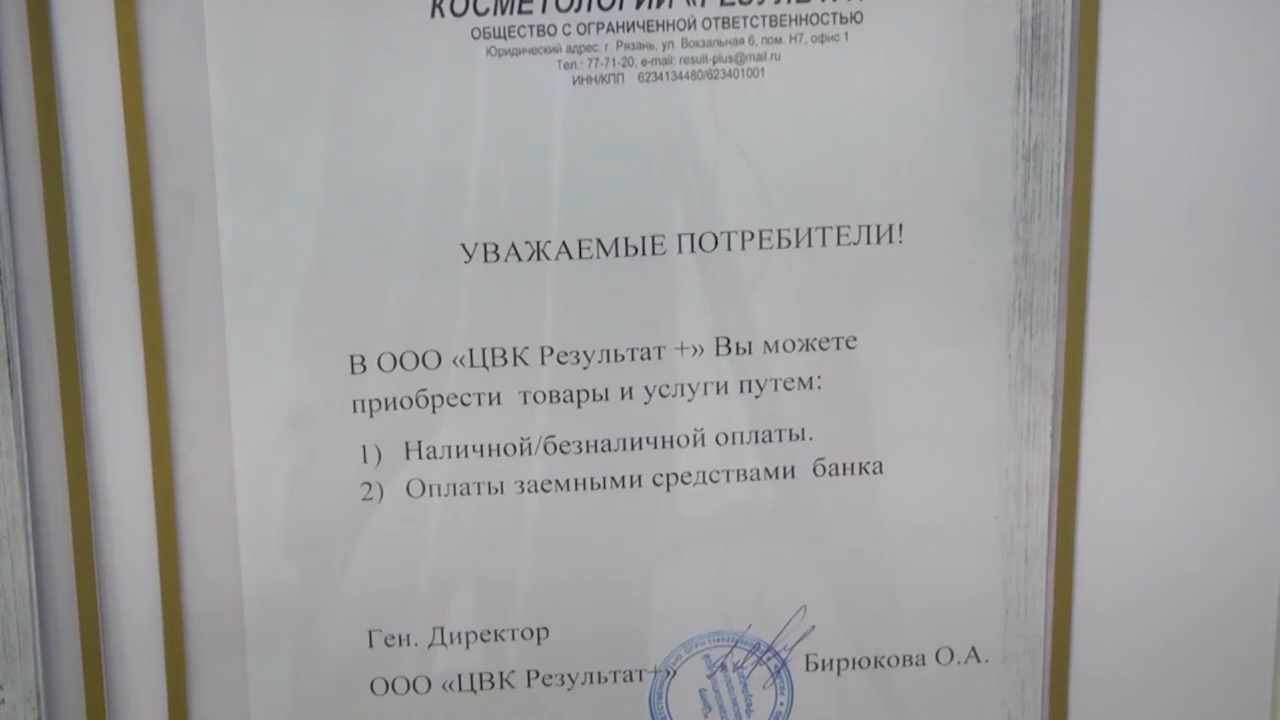 КОСМЕТОЛОГИИ «РЕЗУЛЬТАТ
ОБЩЕСТВО С ОГРАНИЧЕННОЙ ОТВЕТСТВЕННОСТЬЮ
Юридический адрес: г. Рязань, ул. Вокзальная 6, пом. Н7, офис 1
Тел.: 77-71-20; e-mail: result-plus@mail.ru
ИНН/КПП 6234134480/623401001
УВАЖАЕМЫЕ ПОТРЕБИТЕЛИ!
В ООО «ЦВК Результат +» Вы можете
приобрести товары и услуги путем:
1) Наличной/безналичной оплаты.
2) Оплаты заемными средствами банка
Ген. Директор
ООО «ЦВК Результат+»
Бирюкова О.А.